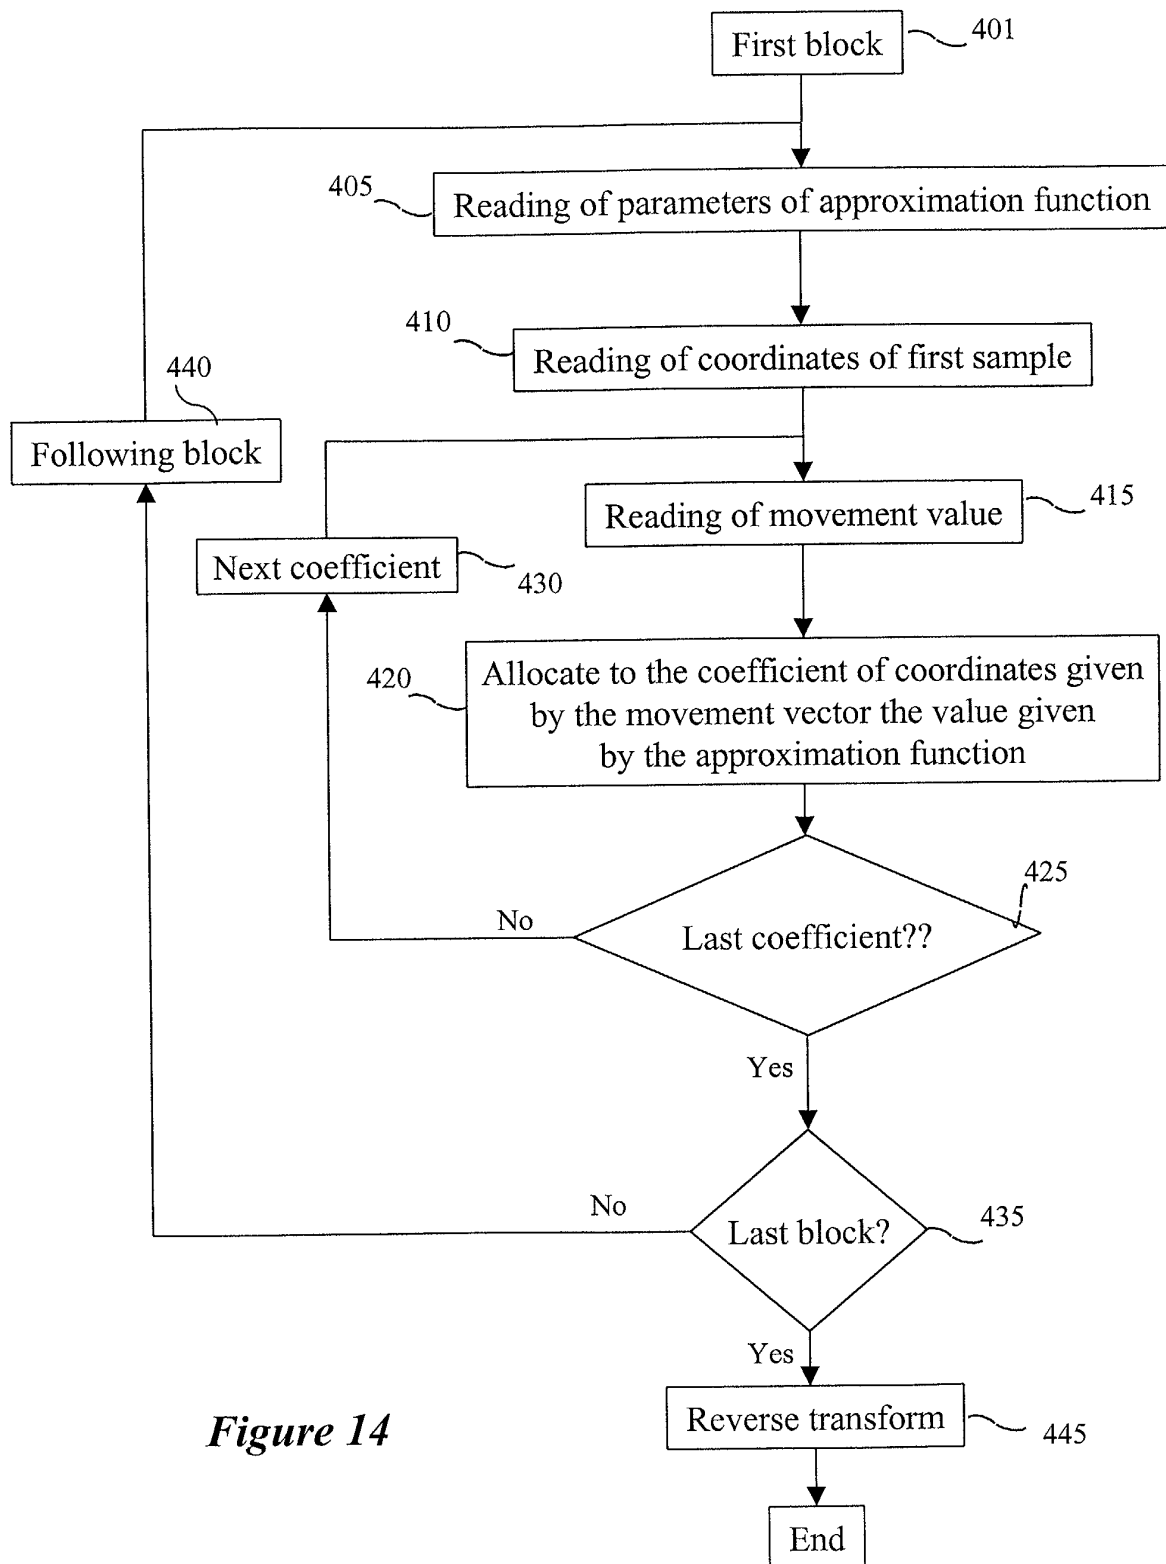 First block
401
405
Reading of parameters of approximation function
410
Reading of coordinates of first sample
440
Following block
Reading of movement value
415
Next coefficient
430
420
Allocate to the coefficient of coordinates given
by the movement vector the value given
by the approximation function
425
Last coefficient??
No
Yes
No
Last block?
435
Yes
Reverse transform
445
Figure 14
End